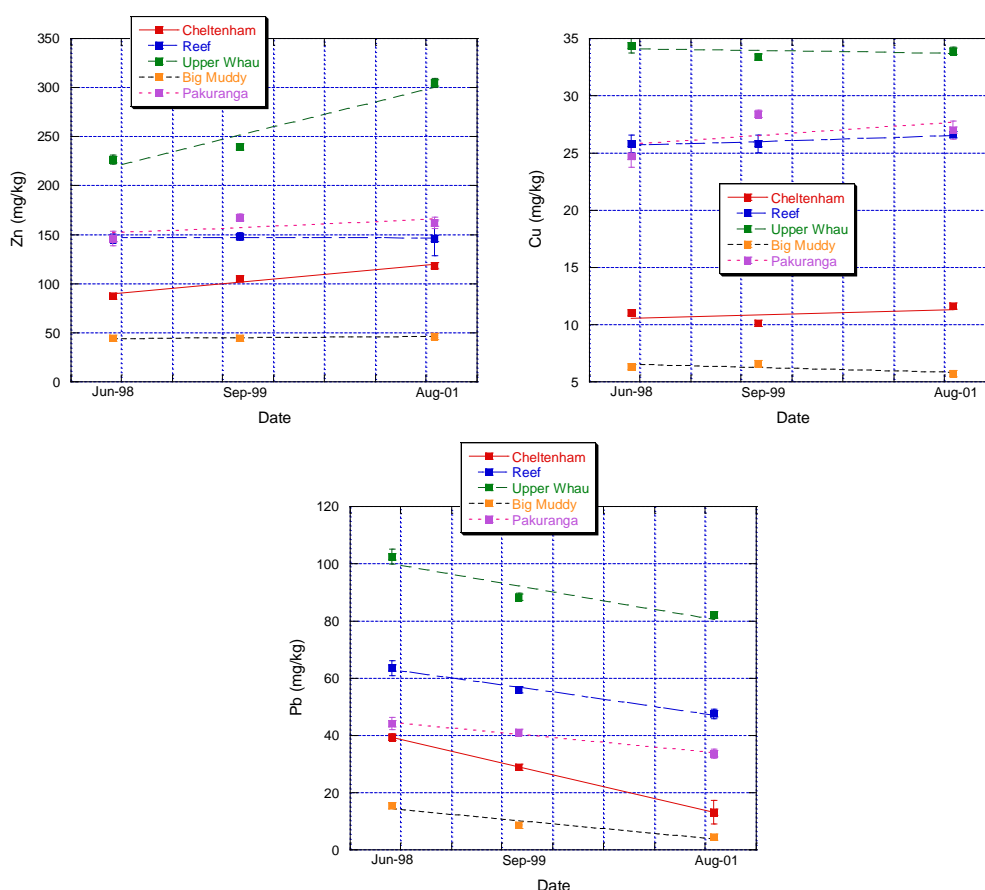 Cheltenham
Reef
Upper Whau
Big Muddy
Pakuranga
Zn (mg/kg)
350
300
250
200
150
100
50
0
Jun-98 Sep-99 Aug-01
Date
Cu (mg/kg)
35
30
25
20
15
10
5
Cheltenham
Reef
Upper Whau
Big Muddy
Pakuranga
Jun-98 Sep-99 Aug-01
Date
Cheltenham
Reef
Upper Whau
Big Muddy
Pakuranga
Pb (mg/kg)
120
100
80
60
40
20
0
Jun-98 Sep-99 Aug-01
Date